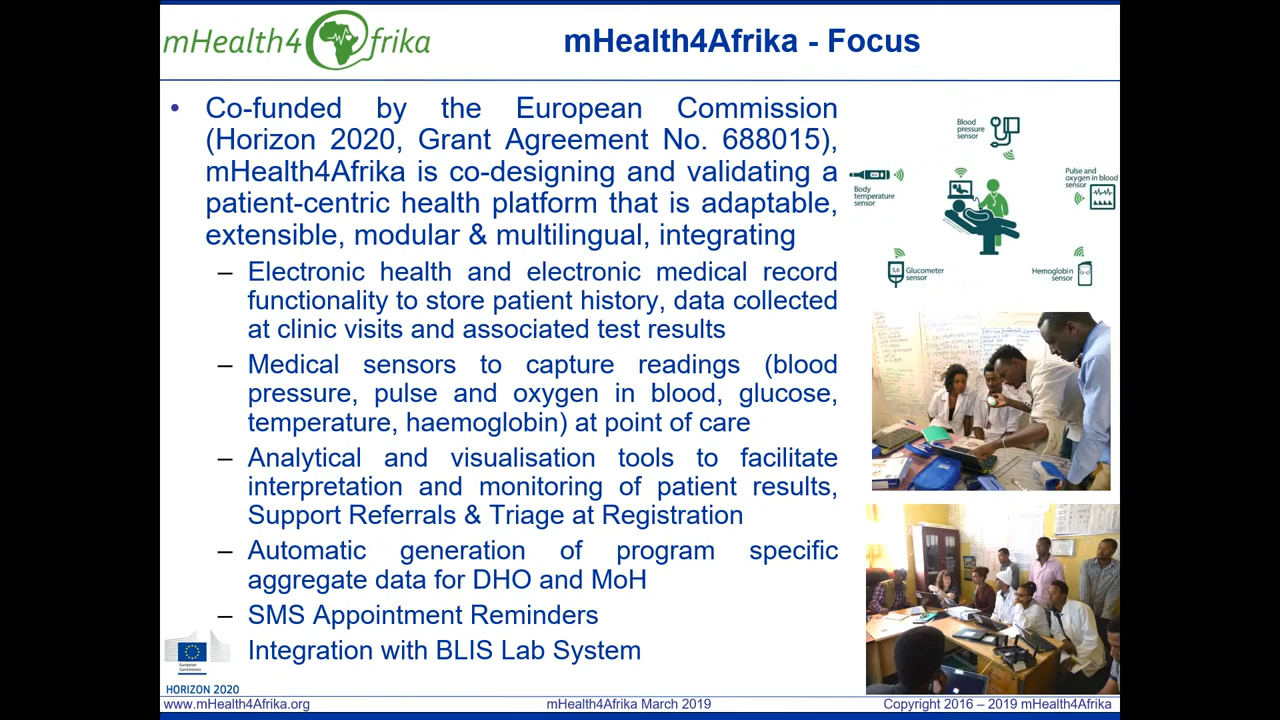 mHealth4Afrika - Focus
mHealth4 frika
• Co-funded by the European Commission
(Horizon 2020, Grant Agreement No. 688015),
mHealth4Afrika is co-designing and validating a
patient-centric health platform that is adaptable,
extensible, modular & multilingual, integrating
– Electronic health and electronic medical record
functionality to store patient history, data collected
at clinic visits and associated test results
– Medical sensors to capture readings (blood
pressure, pulse and oxygen in blood, glucose,
temperature, haemoglobin) at point of care
– Analytical and visualisation tools to facilitate
interpretation and monitoring of patient results,
Support Referrals & Triage at Registration
– Automatic generation of program specific
aggregate data for DHO and MoH
– SMS Appointment Reminders
Integration with BLIS Lab System
Blood
pressure
sensor
Pulse and
oxygen in blood
sensor
Body
temperature
sensor
5,6
Glucometer
sensor
Hemoglobin
sensor
European
Commission
HORIZON 2020
www.mHealth4Afrika.org
mHealth4Afrika March 2019
Copyright 2016 – 2019 mHealth4Afrika